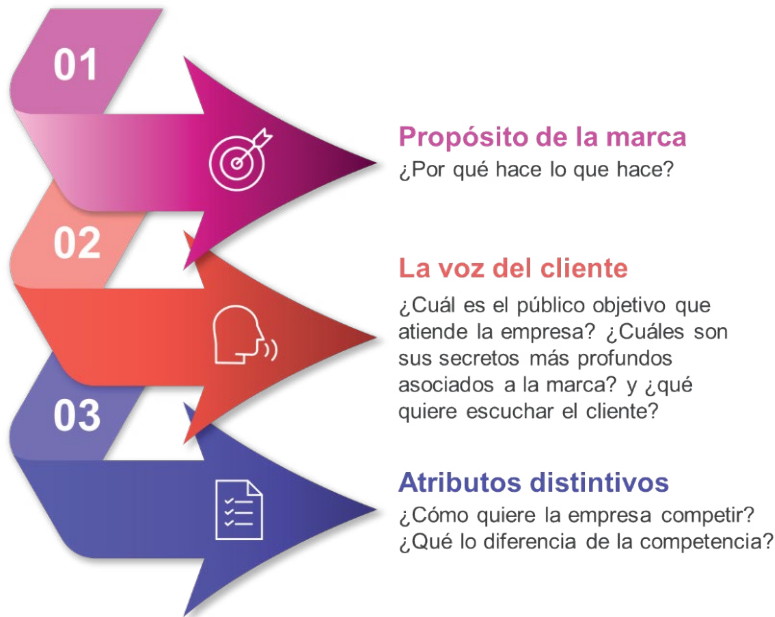 01
Propósito de la marca
¿Por qué hace lo que hace?
02
La voz del cliente
¿Cuál es el público objetivo que
atiende la empresa? ¿Cuáles son
sus secretos más profundos
asociados a la marca? y ¿qué
quiere escuchar el cliente?
03
Atributos distintivos
¿Cómo quiere la empresa competir?
¿Qué lo diferencia de la competencia?